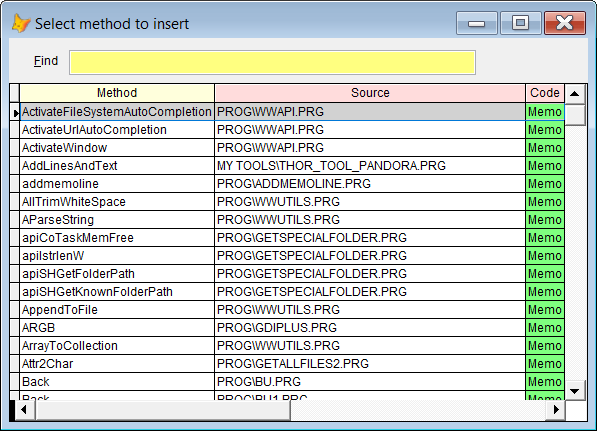 Select method to insert
Find
Method Source Code
ActivateFileSystemAutoCompletion PROG\WWAPI.PRG Memo
ActivateUrlAutoCompletion PROG\WWAPI.PRG Memo
ActivateWindow PROG\WWAPI.PRG Memo
AddLinesAndText MY TOOLS\THOR_TOOL_PANDORA.PRG Memo
addmemoline PROG\ADDMEMOLINE.PRG Memo
AllTrimWhiteSpace PROG\WWUTILS.PRG Memo
AParseString PROG\WWUTILS.PRG Memo
apiCoTaskMemFree PROG\GETSPECIALFOLDER.PRG Memo
apilstrlenW PROG\GETSPECIALFOLDER.PRG Memo
apiSHGetFolderPath PROG\GETSPECIALFOLDER.PRG Memo
apiSHGetKnownFolderPath PROG\GETSPECIALFOLDER.PRG Memo
AppendToFile PROG\WWUTILS.PRG Memo
ARGB PROG\GDIPLUS.PRG Memo
ArrayToCollection PROG\WWUTILS.PRG Memo
Attr2Char PROG\GETALLFILES2.PRG Memo
Back PROG\BU.PRG Memo
Back PROG\BU1.PRG Memo